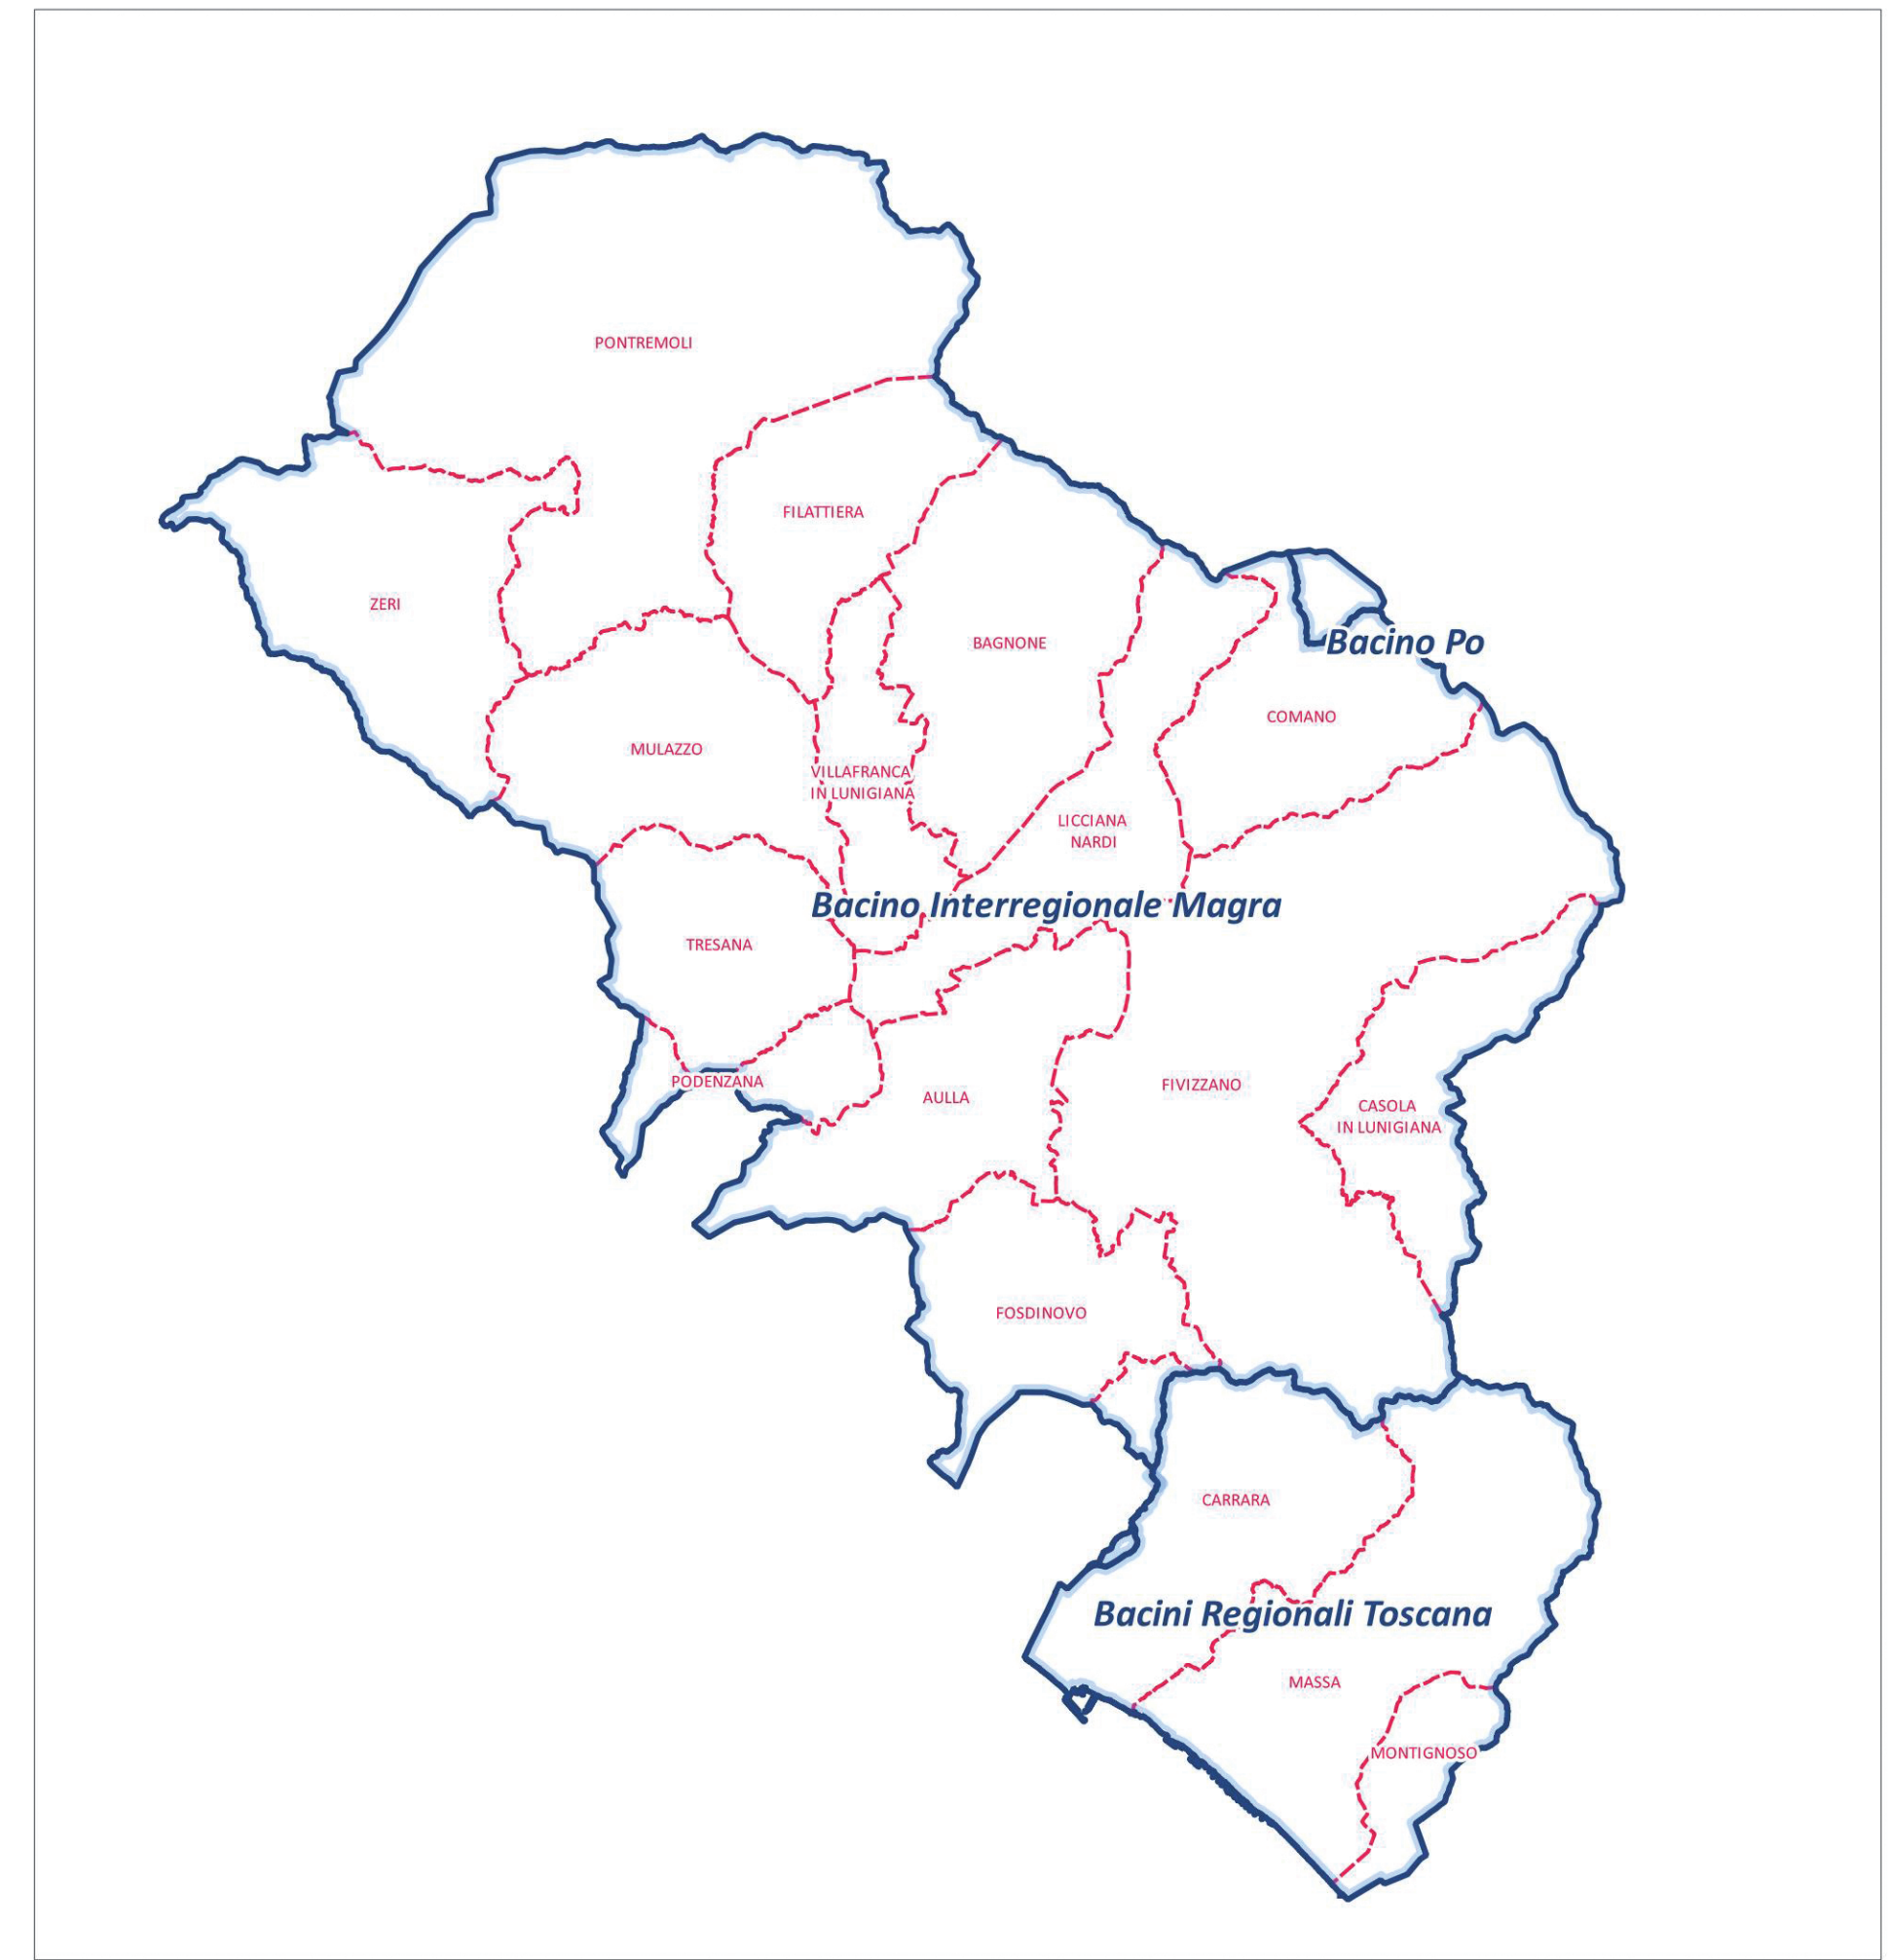 PONTREMOLI
FILATTIERA
ZERI
BAGNONE
Bacino Po
COMANO
MULAZZO
VILLAFRANCA
IN LUNIGIANA
LICCIANA
NARDI
Bacino Interregionale Magra
TRESANA
PODENZANA
AULLA
FIVIZZANO
CASOLA
IN LUNIGIANA
FOSDINOVO
CARRARA
Bacini Regionali Toscana
MASSA
MONTIGNOSO